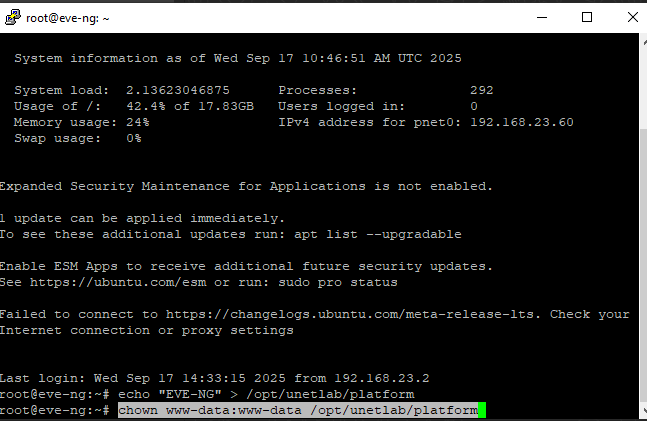 root@eve-ng: ~
System information as of Wed Sep 17 10:46:51 AM UTC 2025
System load:  2.13623046875      Processes:              292
Usage of /:   42.4% of 17.83GB   Users logged in:        0
Memory usage: 24%                IPv4 address for pnet0: 192.168.23.60
Swap usage:   0%
Expanded Security Maintenance for Applications is not enabled.
1 update can be applied immediately.
To see these additional updates run: apt list --upgradable
Enable ESM Apps to receive additional future security updates.
See https://ubuntu.com/esm or run: sudo pro status
Failed to connect to https://changelogs.ubuntu.com/meta-release-lts. Check your
Internet connection or proxy settings
Last login: Wed Sep 17 14:33:15 2025 from 192.168.23.2
root@eve-ng:~# echo "EVE-NG" > /opt/unetlab/platform
root@eve-ng:~# chown www-data:www-data /opt/unetlab/platform